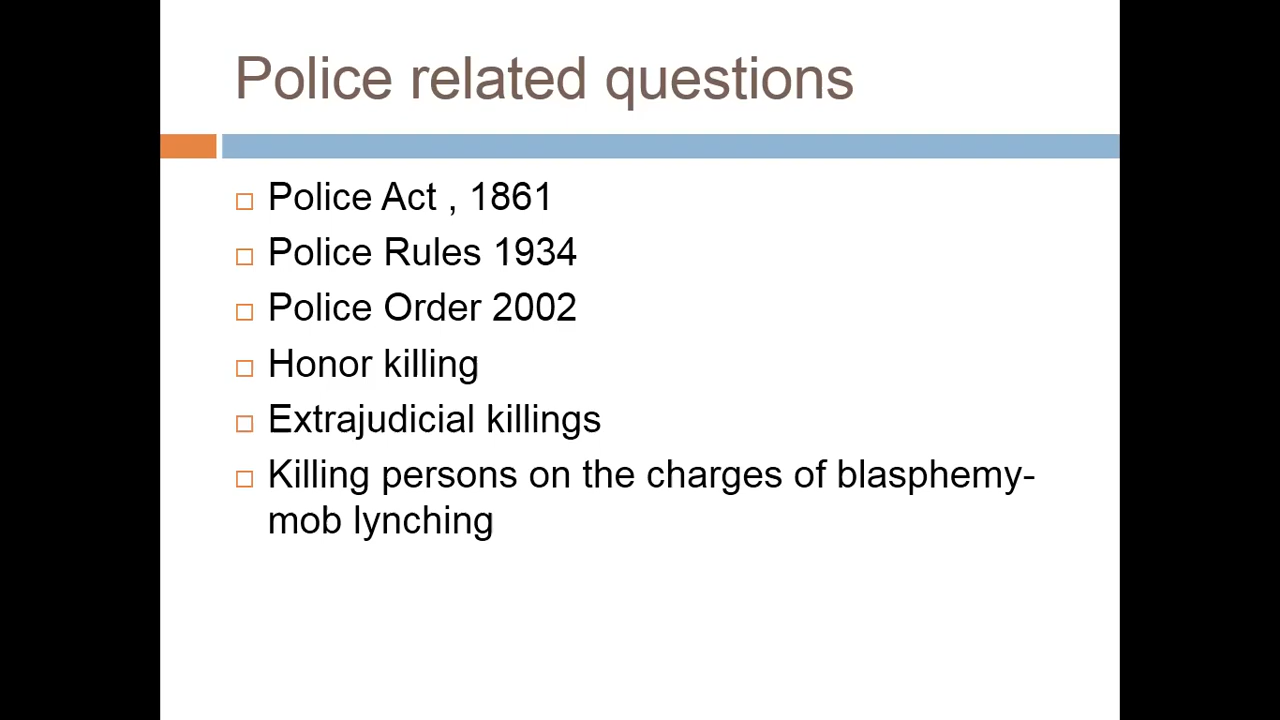 Police related questions
Police Act , 1861
Police Rules 1934
Police Order 2002
Honor killing
Extrajudicial killings
Killing persons on the charges of blasphemy-
mob lynching